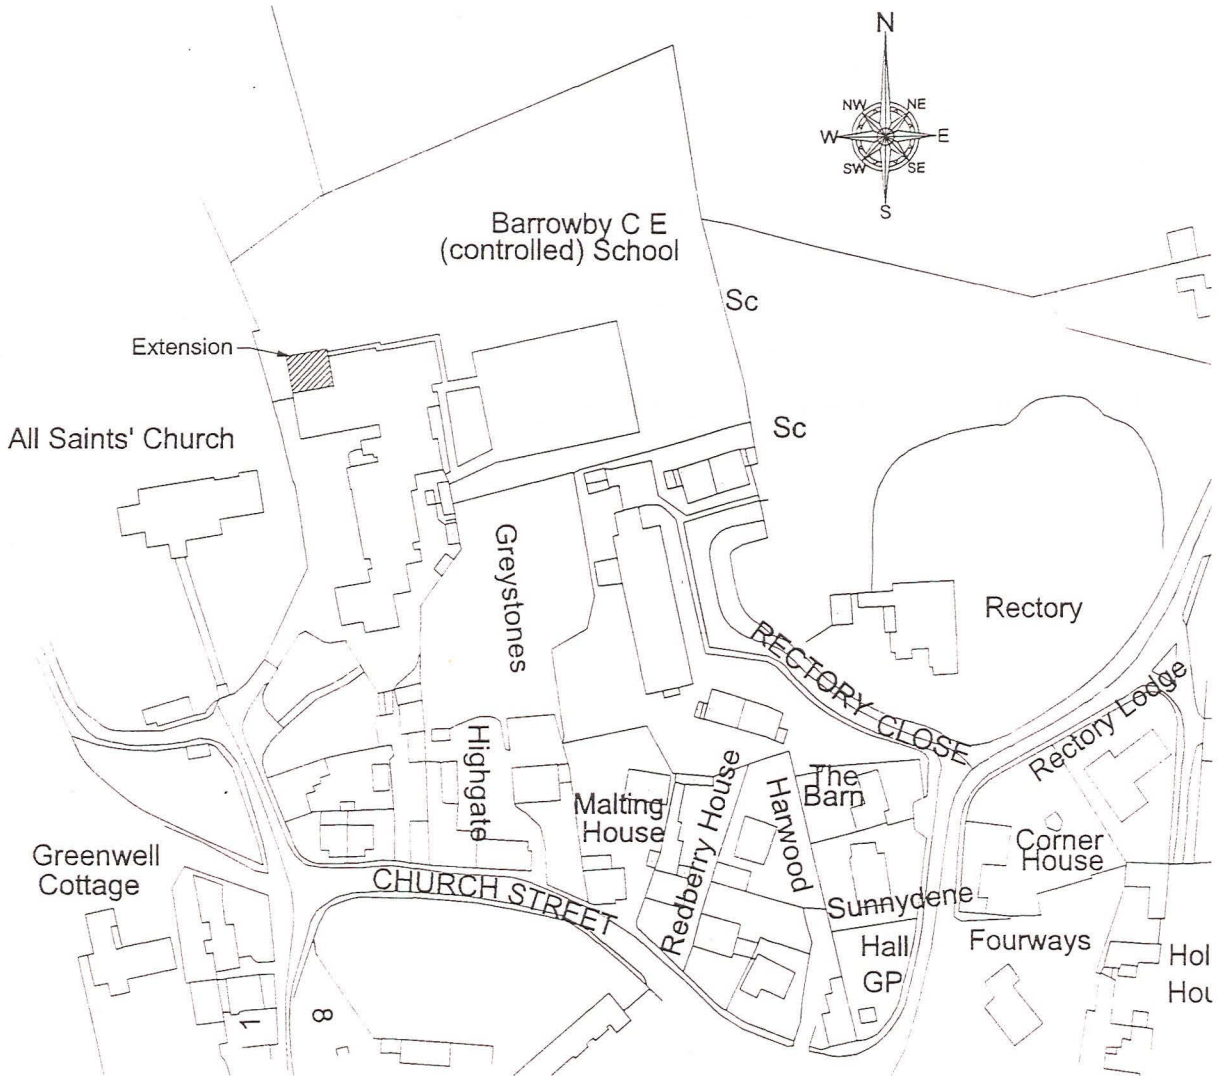 N
NW
NE
W
E
SW
SE
S
Barrowby C E
(controlled) School
Sc
Extension
Sc
All Saints' Church
Greystones
Rectory
RECTORY CLOSE
Rectory Lodge
Highgate
Malting
House
Redberry House
Harwood
The
Barn
Corner
House
Greenwell
Cottage
CHURCH STREET
Sunnydene
Hall
GP
Fourways
Hol
Hou
1
8